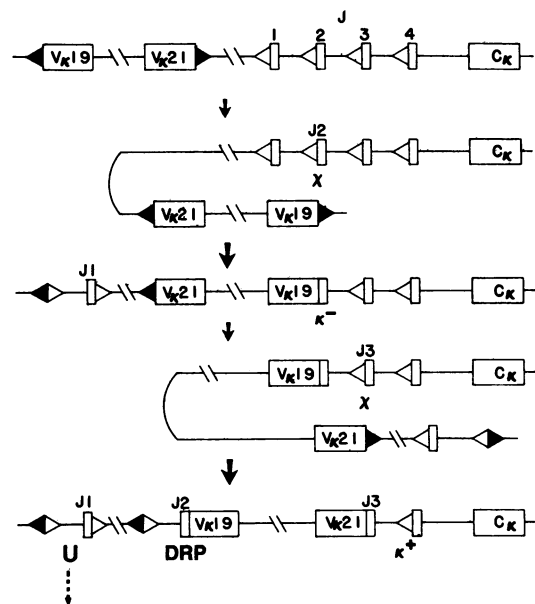 J
1 2 3 4
Vκ19 Vκ21 Cκ
J2
Cκ
χ
Vκ21 Vκ19
J1
Vκ21 Vκ19 Cκ
κ⁻
J3
Vκ19 Cκ
χ
Vκ21
J1 J2 J3
Vκ19 Vκ21 Cκ
U DRP κ⁺